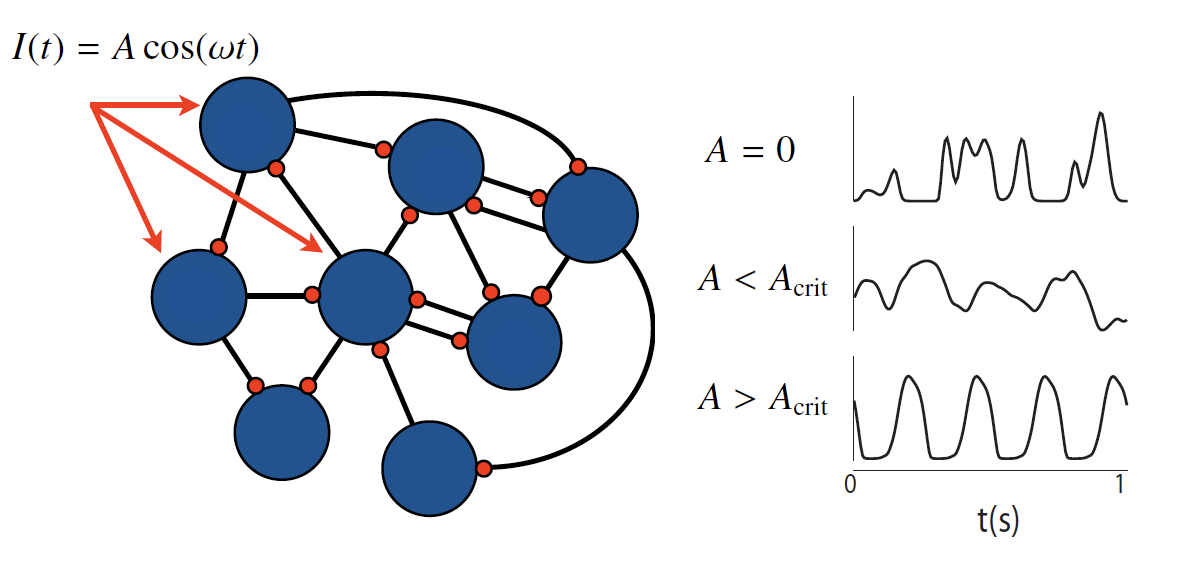 I(t) = A cos(ωt)
A = 0
A < A_crit
A > A_crit
0 1
t(s)